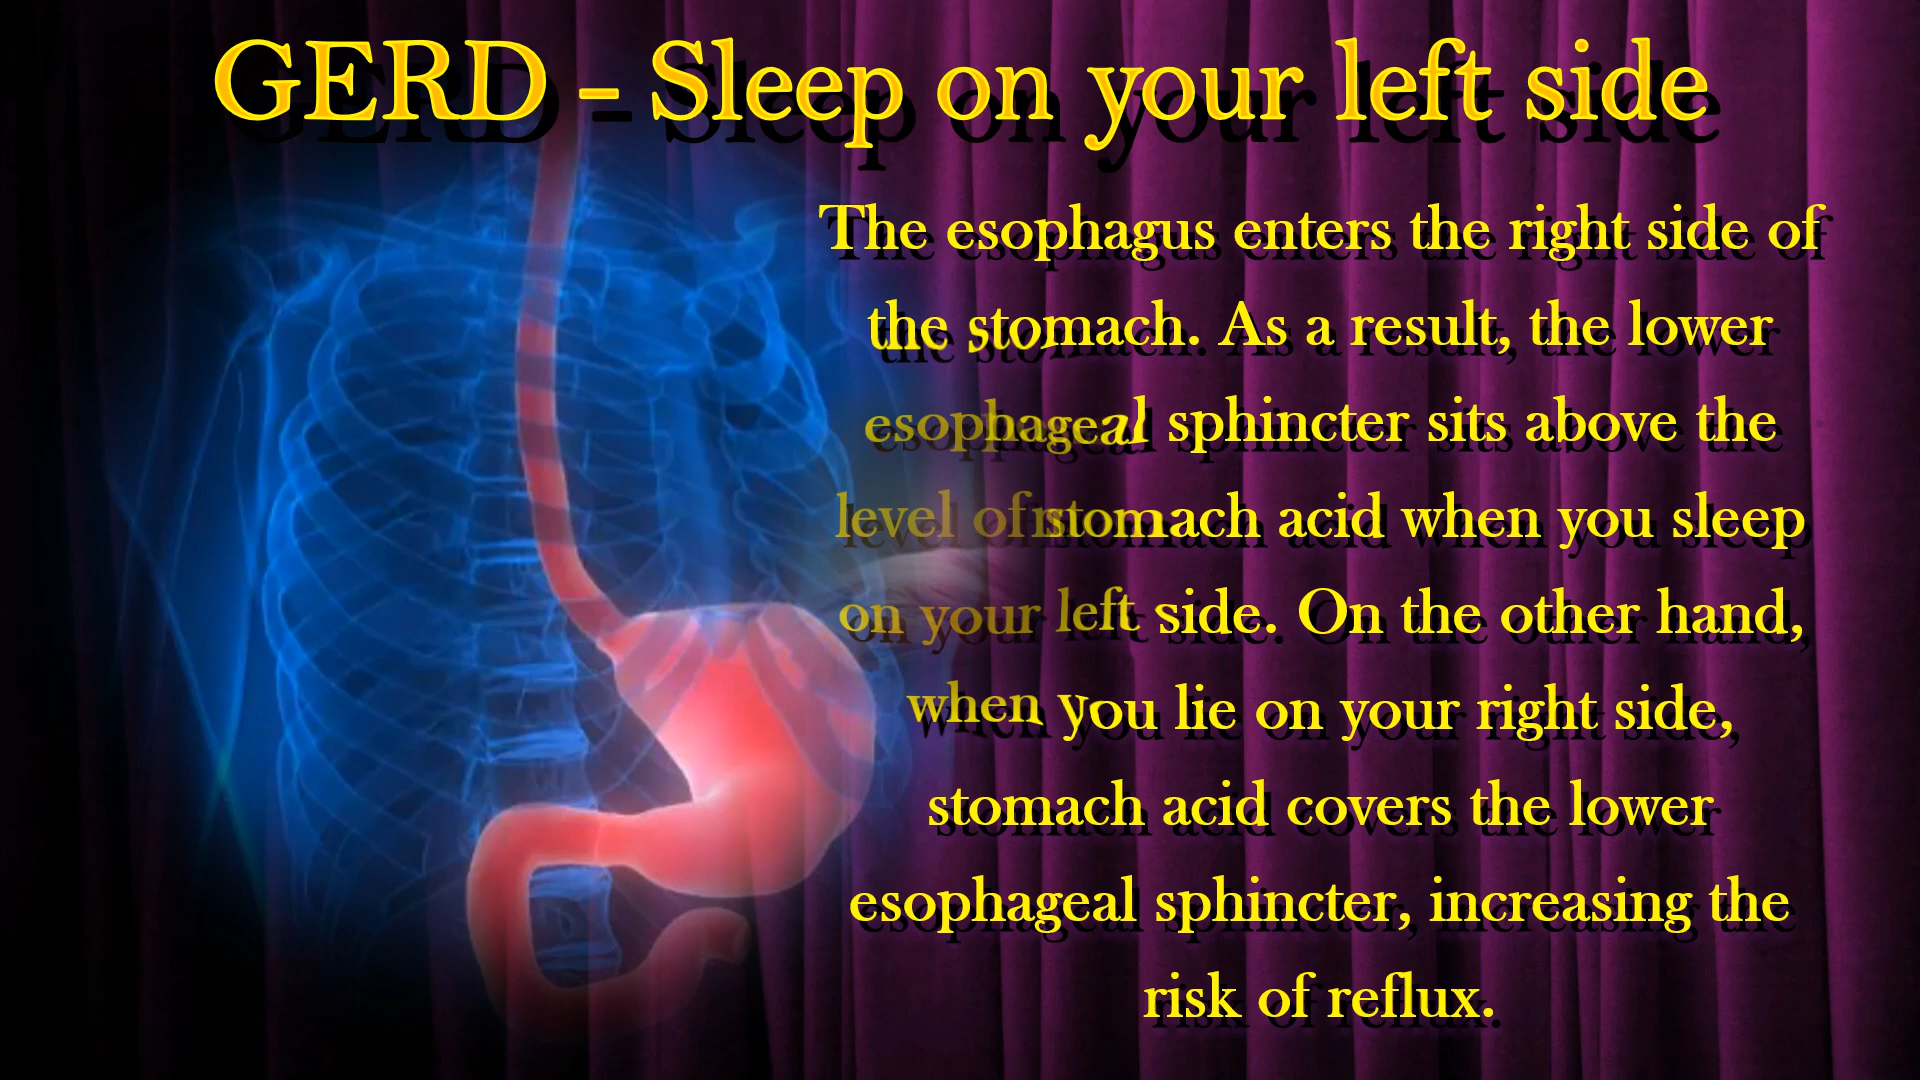 GERD - Sleep on your left side
The esophagus enters the right side of
the stomach. As a result, the lower
esophageal sphincter sits above the
level of stomach acid when you sleep
on your left side. On the other hand,
when you lie on your right side,
stomach acid covers the lower
esophageal sphincter, increasing the
risk of reflux.